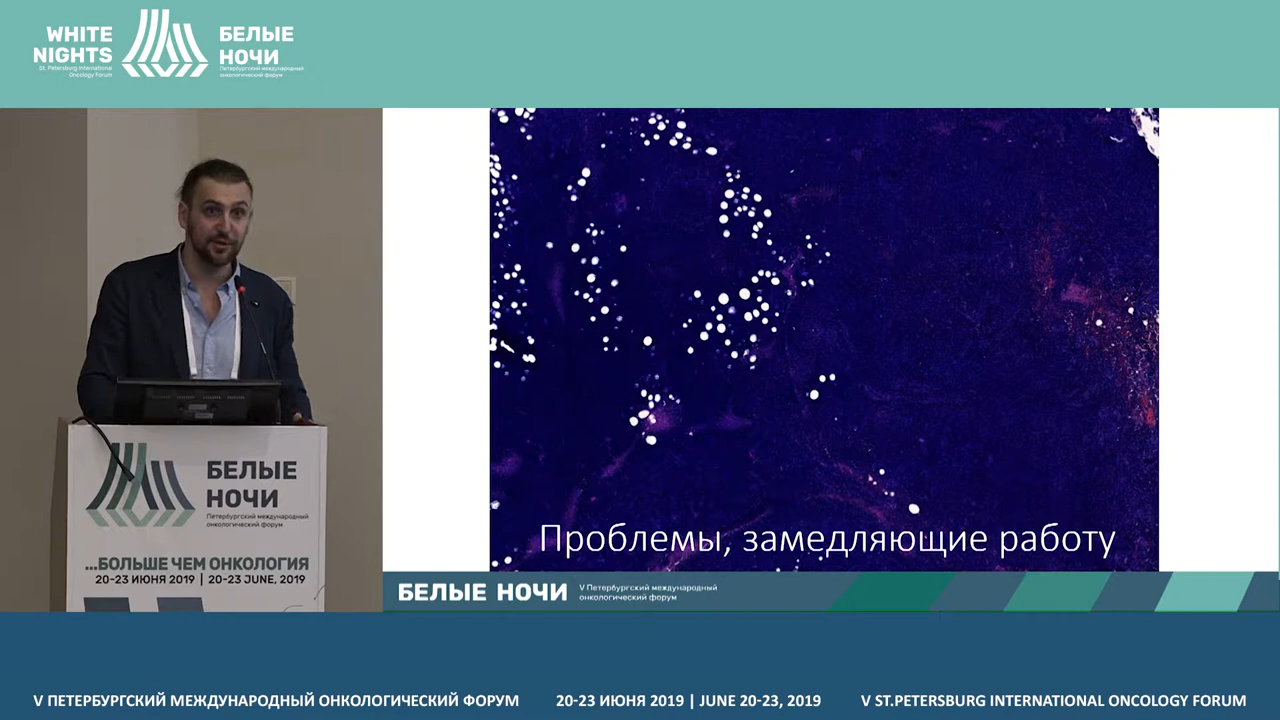 WHITE
NIGHTS
St. Petersburg International
Oncology Forum
БЕЛЫЕ
НОЧИ
Петербургский международный
онкологический форум
Проблемы, замедляющие работу
БЕЛЫЕ
НОЧИ
Петербургский международный
онкологический форум
...БОЛЬШЕ ЧЕМ ОНКОЛОГИЯ
20-23 ИЮНЯ 2019 | 20-23 JUNE, 2019
БЕЛЫЕ НОЧИ
V Петербургский международный
онкологический форум
V ПЕТЕРБУРГСКИЙ МЕЖДУНАРОДНЫЙ ОНКОЛОГИЧЕСКИЙ ФОРУМ
20-23 ИЮНЯ 2019 | JUNE 20-23, 2019
V ST.PETERSBURG INTERNATIONAL ONCOLOGY FORUM